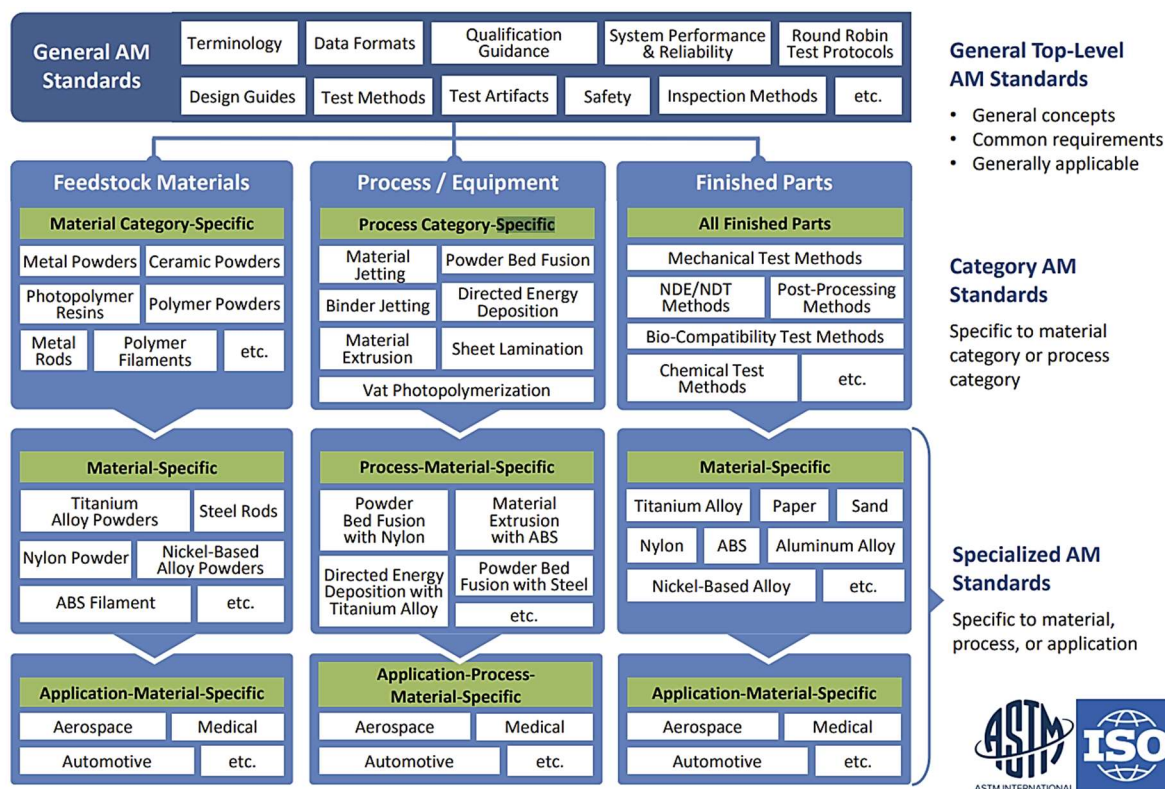 General AM
Standards
Terminology
Data Formats
Qualification
Guidance
System Performance
& Reliability
Round Robin
Test Protocols
Design Guides
Test Methods
Test Artifacts
Safety
Inspection Methods
etc.
General Top-Level
AM Standards
• General concepts
• Common requirements
• Generally applicable
Feedstock Materials
Material Category-Specific
Metal Powders
Ceramic Powders
Photopolymer
Resins
Polymer Powders
Metal
Rods
Polymer
Filaments
etc.
Process / Equipment
Process Category-Specific
Material
Jetting
Powder Bed Fusion
Binder Jetting
Directed Energy
Deposition
Material
Extrusion
Sheet Lamination
Vat Photopolymerization
Finished Parts
All Finished Parts
Mechanical Test Methods
NDE/NDT
Methods
Post-Processing
Methods
Bio-Compatibility Test Methods
Chemical Test
Methods
etc.
Category AM
Standards
Specific to material
category or process
category
Material-Specific
Titanium
Alloy Powders
Steel Rods
Nylon Powder
Nickel-Based
Alloy Powders
ABS Filament
etc.
Process-Material-Specific
Powder
Bed Fusion
with Nylon
Material
Extrusion
with ABS
Directed Energy
Deposition with
Titanium Alloy
Powder Bed
Fusion with Steel
etc.
Material-Specific
Titanium Alloy
Paper
Sand
Nylon
ABS
Aluminum Alloy
Nickel-Based Alloy
etc.
Specialized AM
Standards
Specific to material,
process, or application
Application-Material-Specific
Aerospace
Medical
Automotive
etc.
Application-Process-
Material-Specific
Aerospace
Medical
Automotive
etc.
Application-Material-Specific
Aerospace
Medical
Automotive
etc.
ASTM
ASTM INTERNATIONAL
ISO